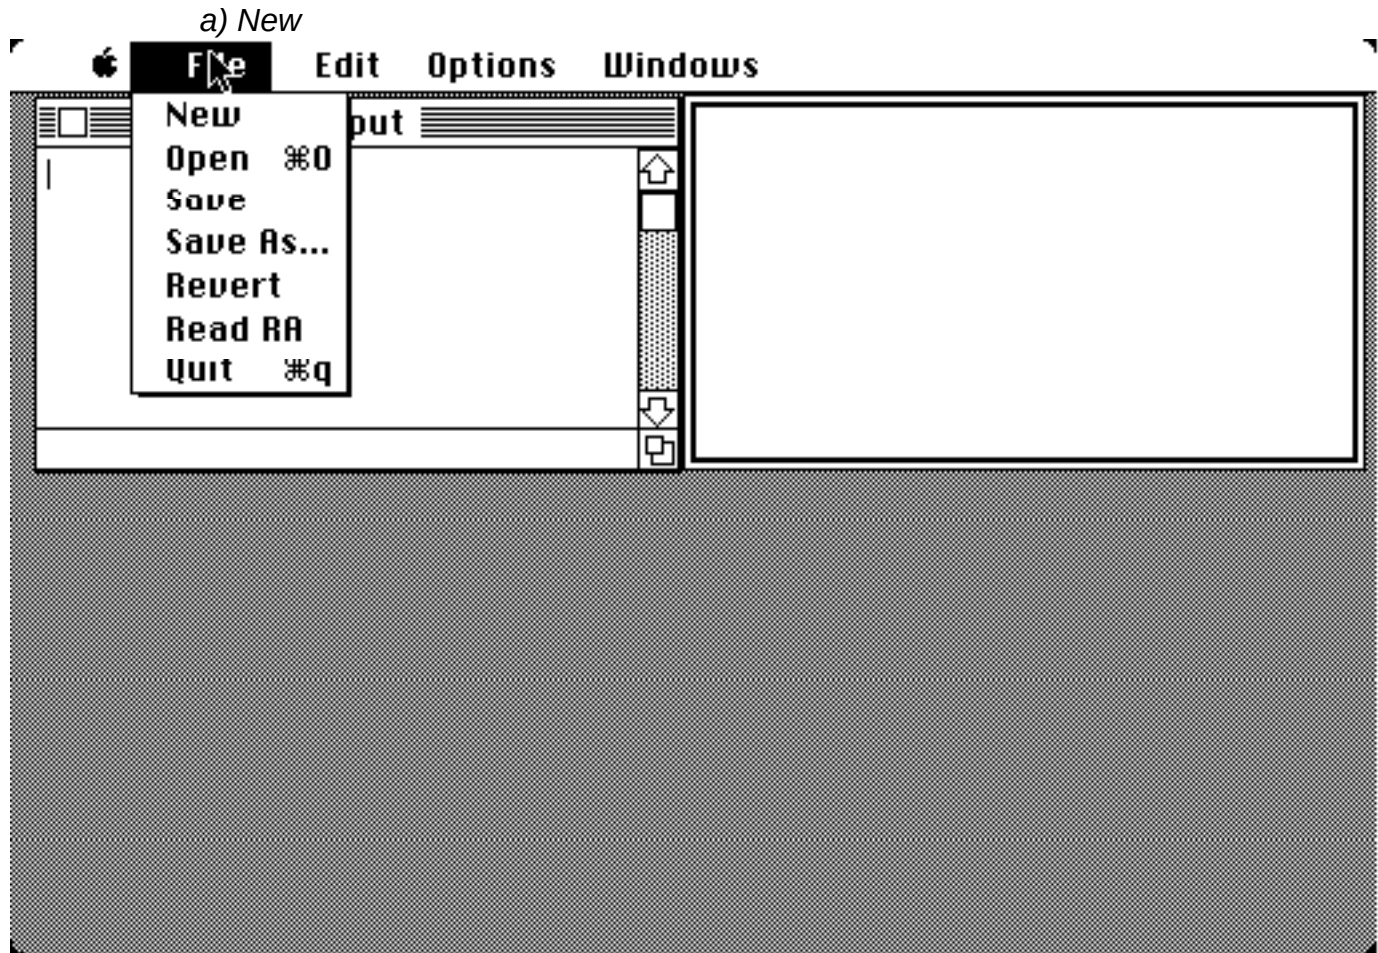 a) New
File Edit Options Windows
put
New
Open ⌘O
Save
Save As...
Revert
Read RA
Quit ⌘q